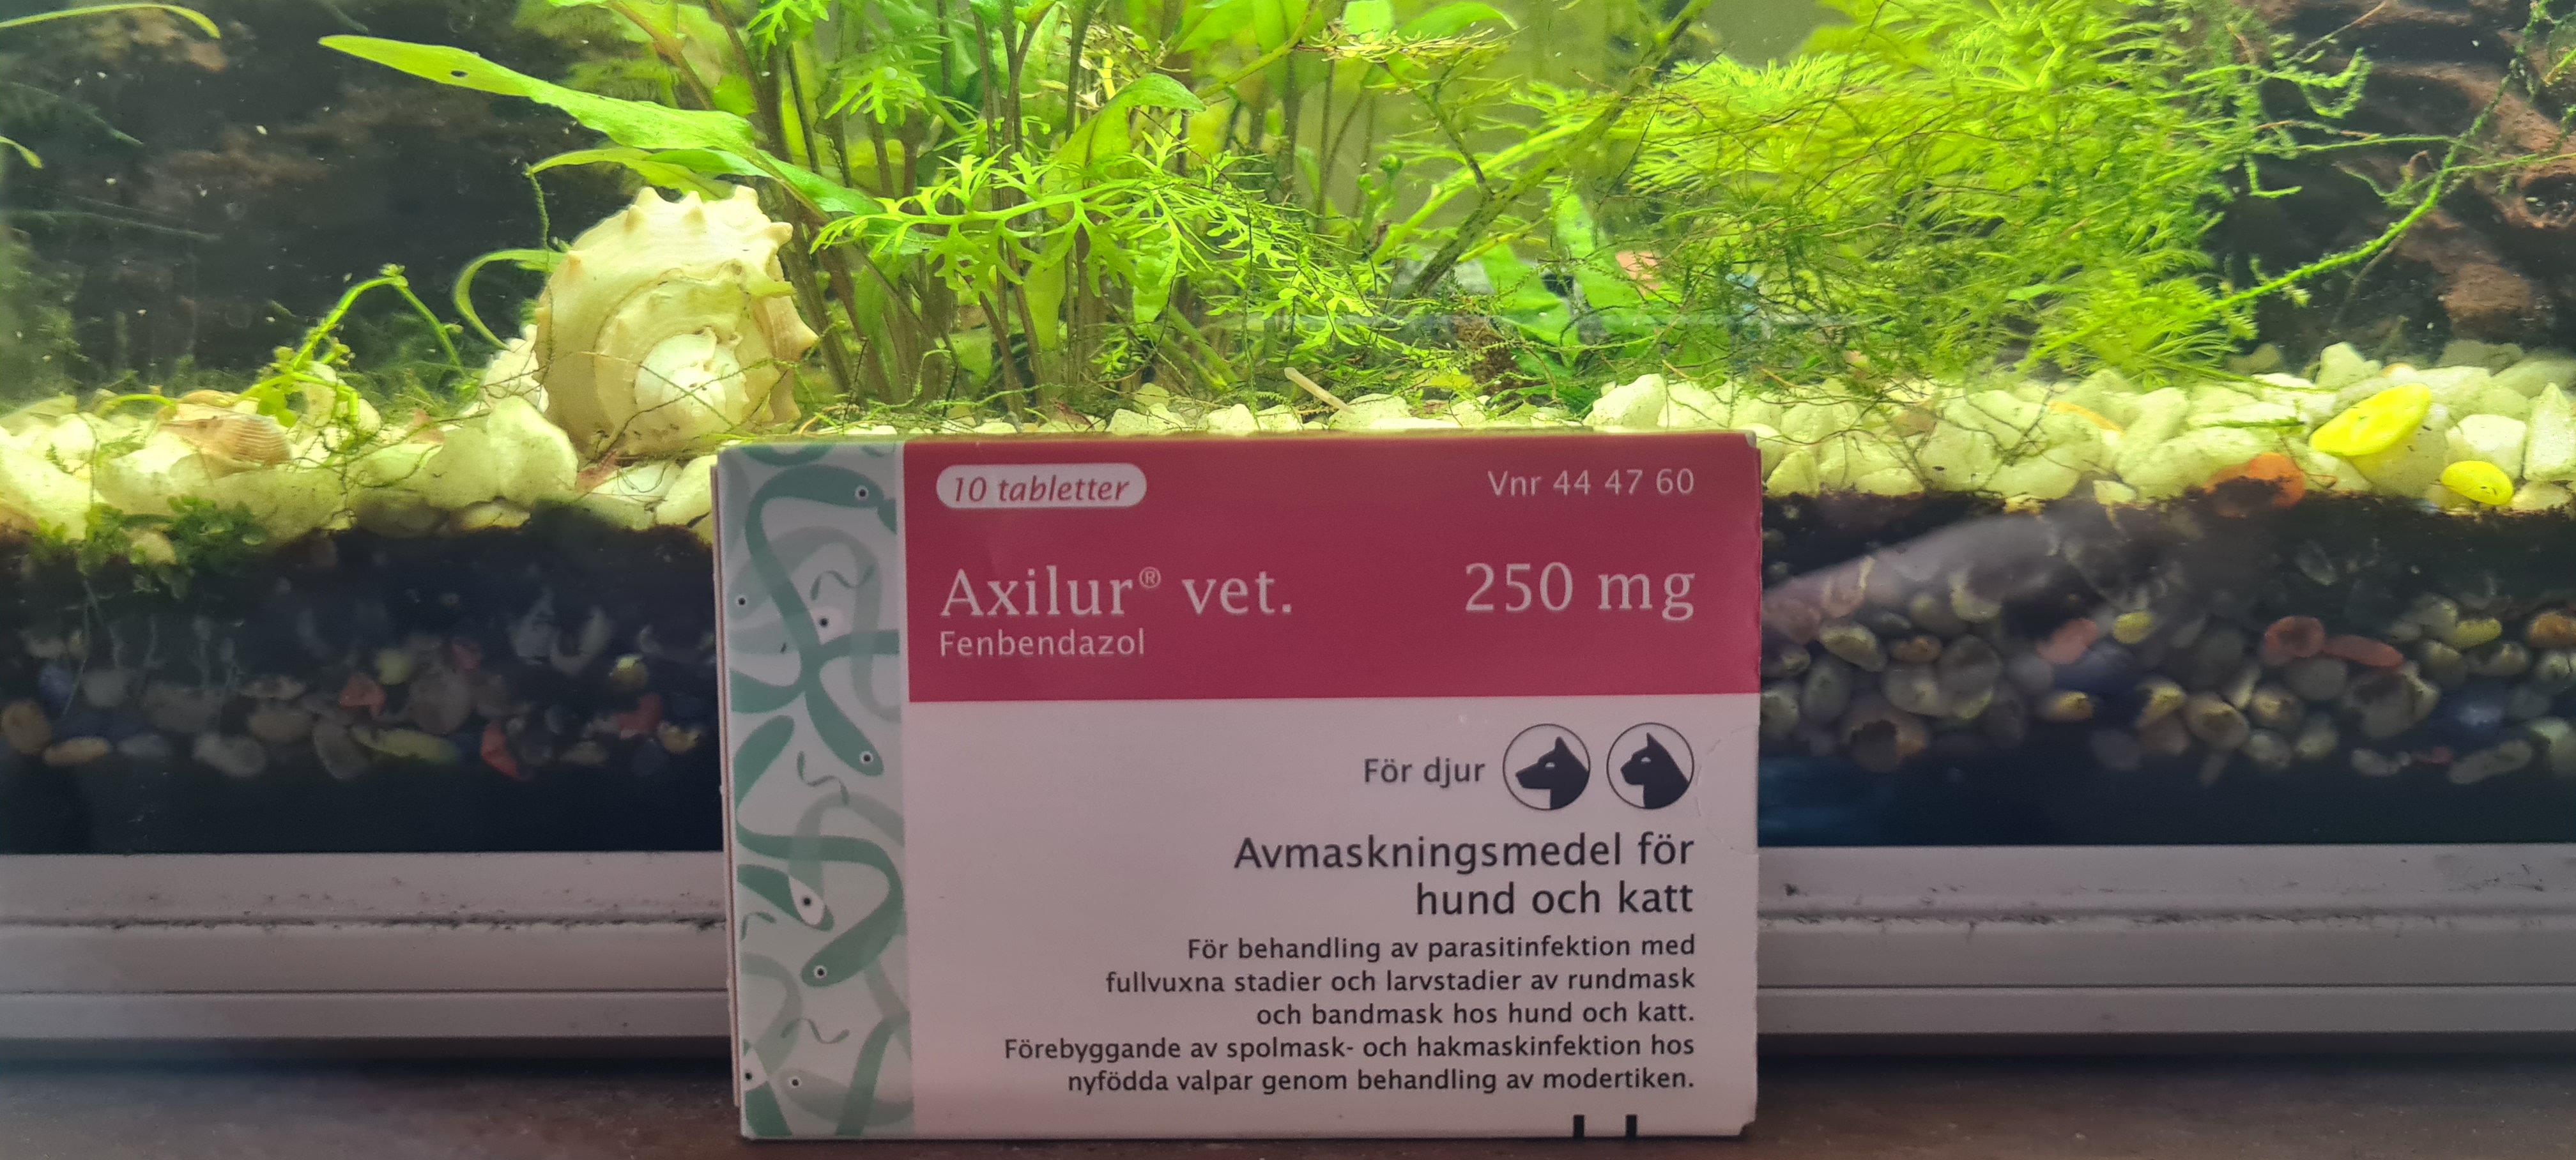 10 tabletter
Vnr 44 47 60
Axilur® vet.
250 mg
Fenbendazol
För djur
Avmaskningsmedel för
hund och katt
För behandling av parasitinfektion med
fullvuxna stadier och larvstadier av rundmask
och bandmask hos hund och katt.
Förebyggande av spolmask- och hakmaskinfektion hos
nyfödda valpar genom behandling av modertiken.